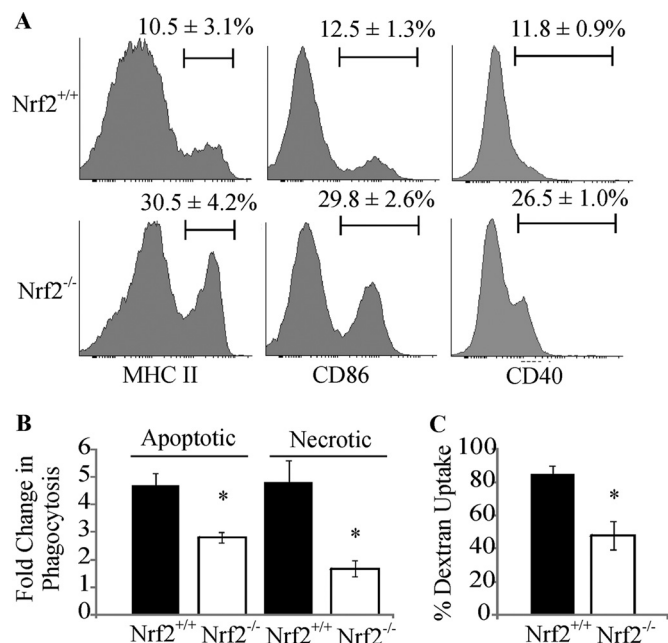 A
10.5 ± 3.1% 12.5 ± 1.3% 11.8 ± 0.9%
Nrf2+/+
30.5 ± 4.2% 29.8 ± 2.6% 26.5 ± 1.0%
Nrf2-/-
MHC II CD86 CD40
B
Apoptotic Necrotic
Fold Change in
Phagocytosis
6
5
4
3
2
1
0
* *
Nrf2+/+ Nrf2-/- Nrf2+/+ Nrf2-/-
C
% Dextran Uptake
100
80
60
40
20
0
*
Nrf2+/+ Nrf2-/-